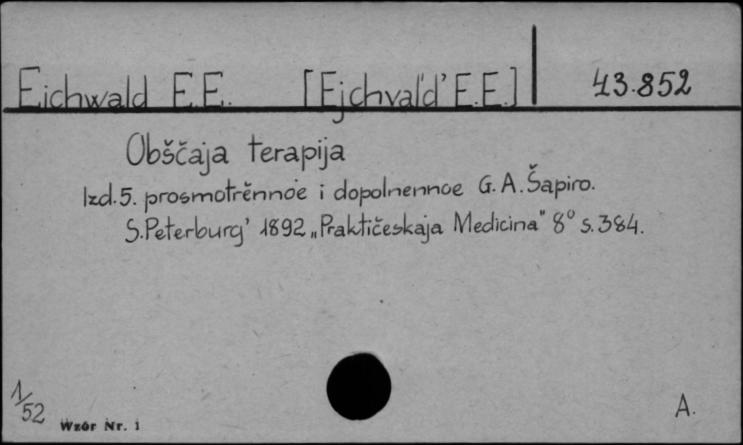 Eichwald E.E. [Ejchval'd' E.E.] 43.852
Obščaja terapija
Izd. 5. prosmotrěnnoe i dopolnennoe G.A. Šapiro.
S. Peterburg' 1892 „Praktičeskaja Medicina" 8° s. 384.
1/52 Wzór Nr. 1 A.